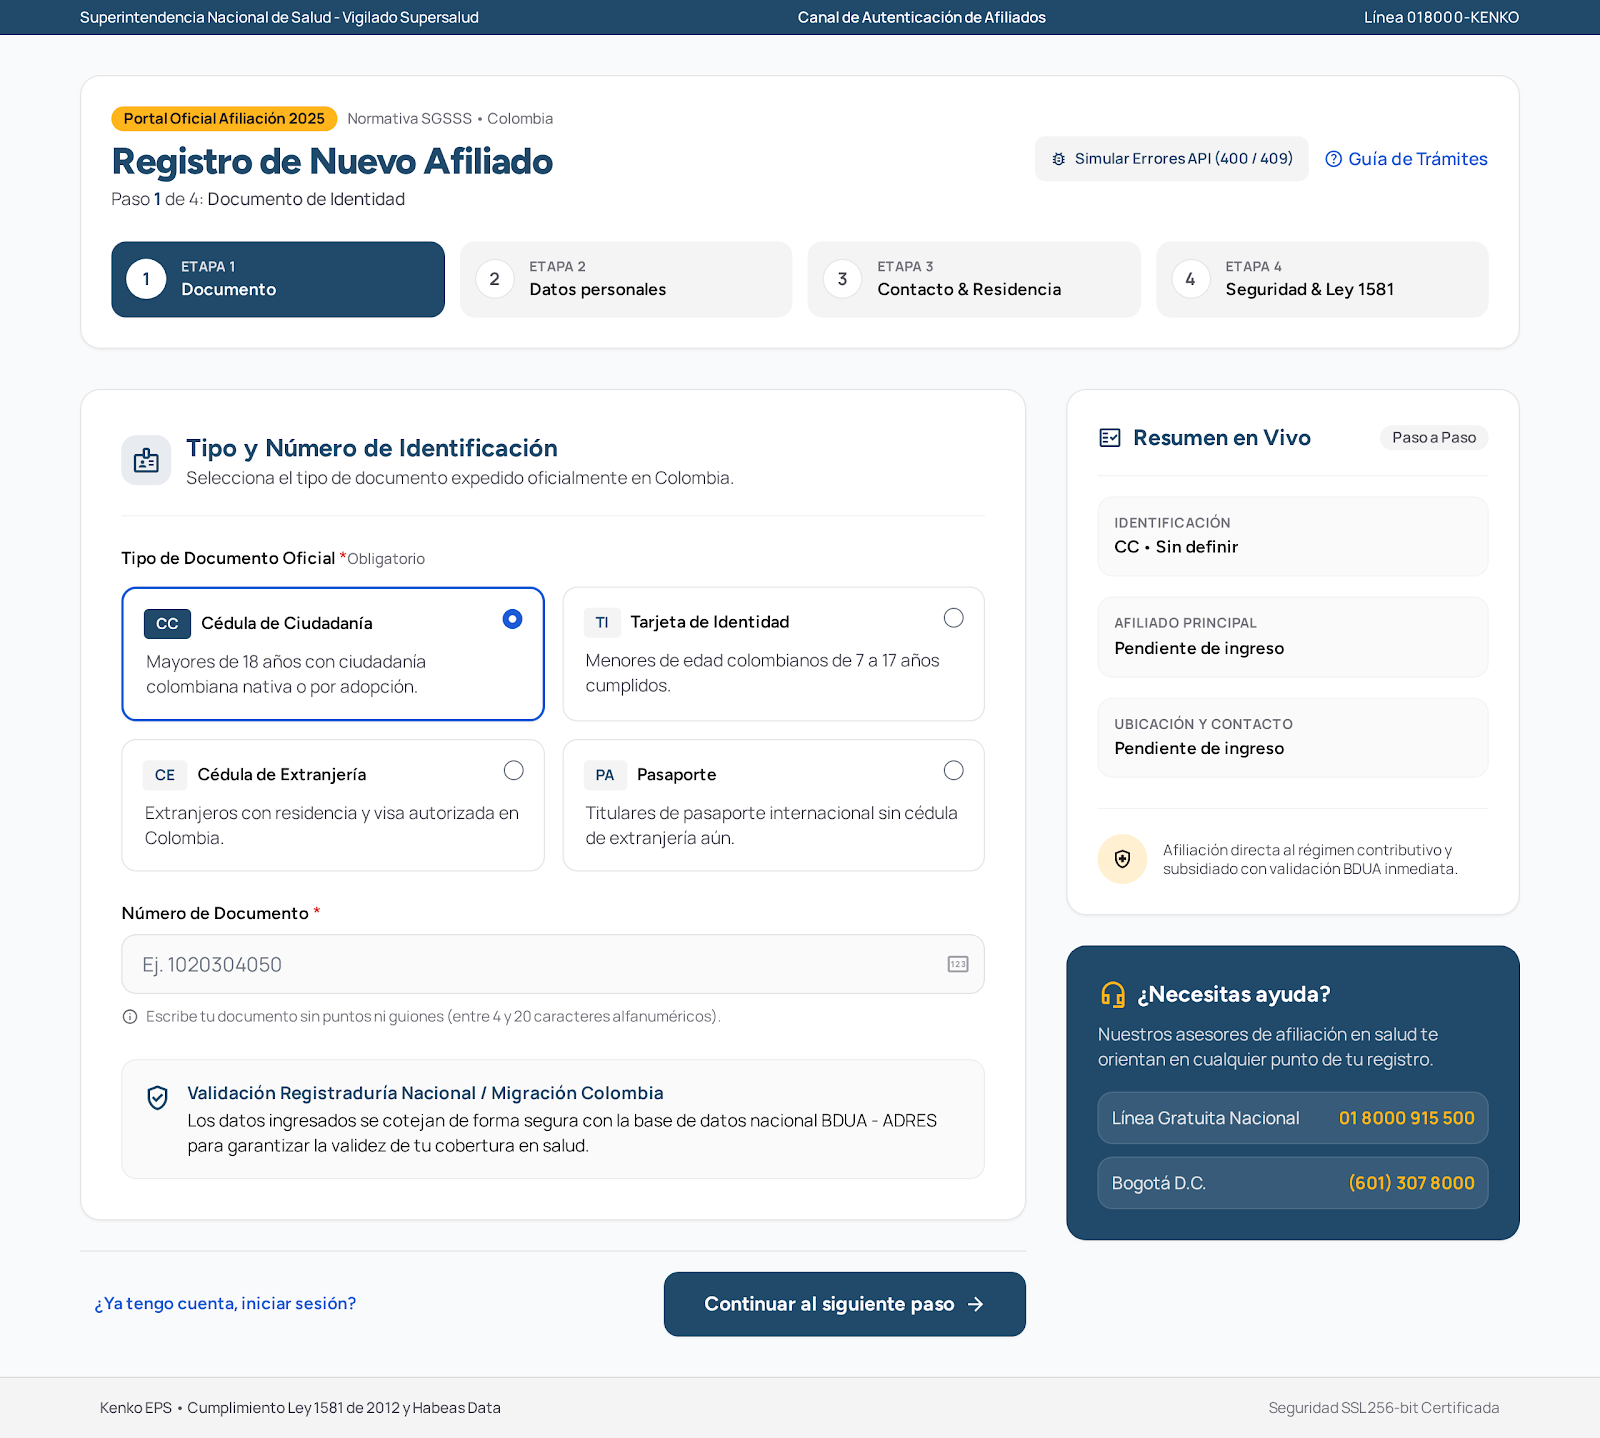 Superintendencia Nacional de Salud - Vigilado Supersalud
Canal de Autenticación de Afiliados
Línea 018000-KENKO
Portal Oficial Afiliación 2025
Normativa SGSSS • Colombia
Registro de Nuevo Afiliado
Paso 1 de 4: Documento de Identidad
Simular Errores API (400 / 409)
Guía de Trámites
1
ETAPA 1
Documento
2
ETAPA 2
Datos personales
3
ETAPA 3
Contacto & Residencia
4
ETAPA 4
Seguridad & Ley 1581
Tipo y Número de Identificación
Selecciona el tipo de documento expedido oficialmente en Colombia.
Tipo de Documento Oficial *Obligatorio
CC Cédula de Ciudadanía
Mayores de 18 años con ciudadanía
colombiana nativa o por adopción.
TI Tarjeta de Identidad
Menores de edad colombianos de 7 a 17 años
cumplidos.
CE Cédula de Extranjería
Extranjeros con residencia y visa autorizada en
Colombia.
PA Pasaporte
Titulares de pasaporte internacional sin cédula
de extranjería aún.
Número de Documento *
Ej. 1020304050
123
Escribe tu documento sin puntos ni guiones (entre 4 y 20 caracteres alfanuméricos).
Validación Registraduría Nacional / Migración Colombia
Los datos ingresados se cotejan de forma segura con la base de datos nacional BDUA - ADRES
para garantizar la validez de tu cobertura en salud.
¿Ya tengo cuenta, iniciar sesión?
Continuar al siguiente paso →
Resumen en Vivo
Paso a Paso
IDENTIFICACIÓN
CC • Sin definir
AFILIADO PRINCIPAL
Pendiente de ingreso
UBICACIÓN Y CONTACTO
Pendiente de ingreso
Afiliación directa al régimen contributivo y
subsidiado con validación BDUA inmediata.
¿Necesitas ayuda?
Nuestros asesores de afiliación en salud te
orientan en cualquier punto de tu registro.
Línea Gratuita Nacional
01 8000 915 500
Bogotá D.C.
(601) 307 8000
Kenko EPS • Cumplimiento Ley 1581 de 2012 y Habeas Data
Seguridad SSL 256-bit Certificada